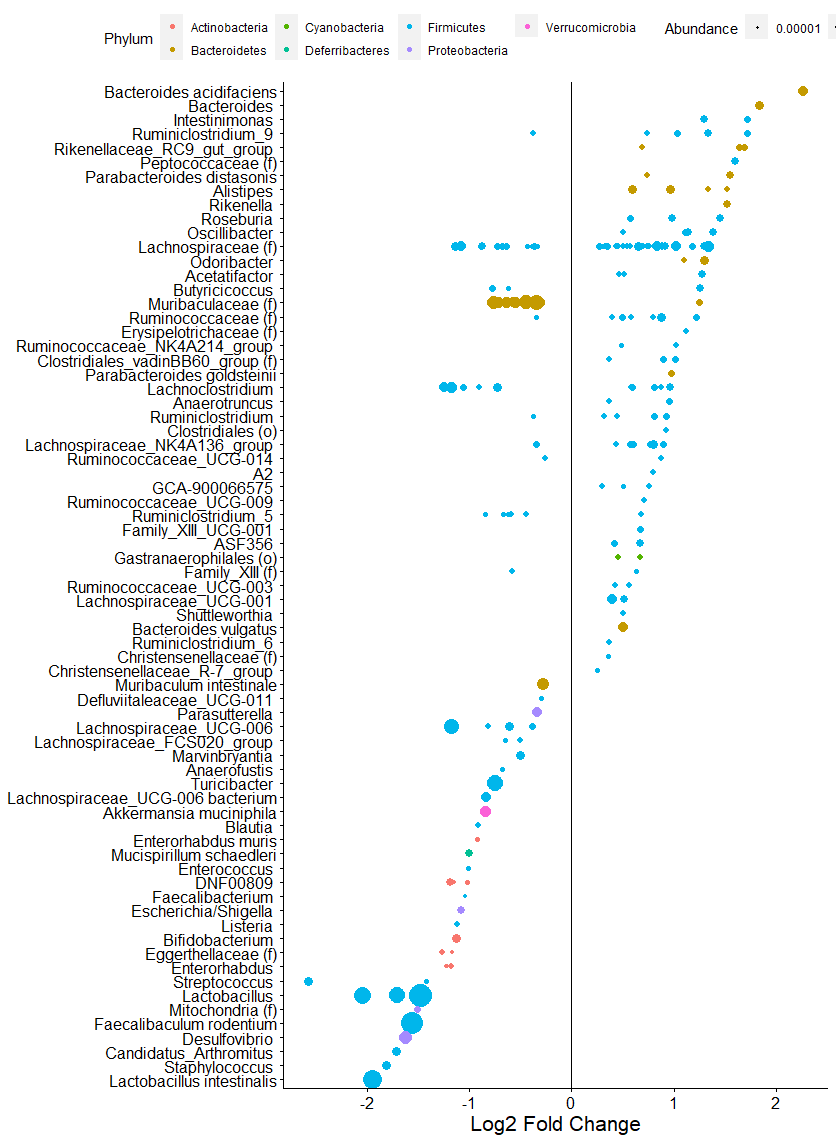 Phylum
Actinobacteria
Cyanobacteria
Firmicutes
Verrucomicrobia
Bacteroidetes
Deferribacteres
Proteobacteria
Abundance
0.00001
Bacteroides acidifaciens
Bacteroides
Intestinimonas
Ruminiclostridium_9
Rikenellaceae_RC9_gut_group
Peptococcaceae (f)
Parabacteroides distasonis
Alistipes
Rikenella
Roseburia
Oscillibacter
Lachnospiraceae (f)
Odoribacter
Acetatifactor
Butyricicoccus
Muribaculaceae (f)
Ruminococcaceae (f)
Erysipelotrichaceae (f)
Ruminococcaceae_NK4A214_group
Clostridiales_vadinBB60_group (f)
Parabacteroides goldsteinii
Lachnoclostridium
Anaerotruncus
Ruminiclostridium
Clostridiales (o)
Lachnospiraceae_NK4A136_group
Ruminococcaceae_UCG-014
A2
GCA-900066575
Ruminococcaceae_UCG-009
Ruminiclostridium_5
Family_XIII_UCG-001
ASF356
Gastranaerophilales (o)
Family_XIII (f)
Ruminococcaceae_UCG-003
Lachnospiraceae_UCG-001
Shuttleworthia
Bacteroides vulgatus
Ruminiclostridium_6
Christensenellaceae (f)
Christensenellaceae_R-7_group
Muribaculum intestinale
Defluviitaleaceae_UCG-011
Parasutterella
Lachnospiraceae_UCG-006
Lachnospiraceae_FCS020_group
Marvinbryantia
Anaerofustis
Turicibacter
Lachnospiraceae_UCG-006 bacterium
Akkermansia muciniphila
Blautia
Enterorhabdus muris
Mucispirillum schaedleri
Enterococcus
DNF00809
Faecalibacterium
Escherichia/Shigella
Listeria
Bifidobacterium
Eggerthellaceae (f)
Enterorhabdus
Streptococcus
Lactobacillus
Mitochondria (f)
Faecalibaculum rodentium
Desulfovibrio
Candidatus_Arthromitus
Staphylococcus
Lactobacillus intestinalis
-2 -1 0 1 2
Log2 Fold Change